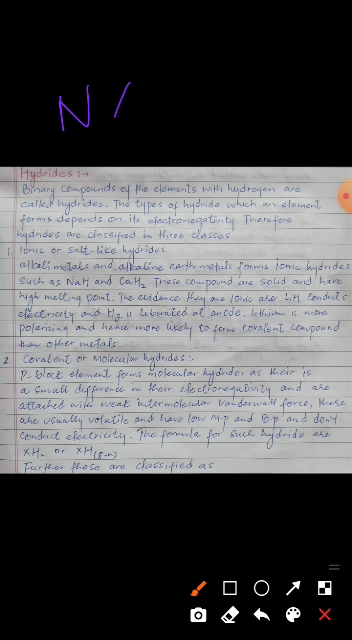 N /
Hydrides :→
Binary compounds of the elements with hydrogen are
called hydrides. The types of hydride which an element
forms depends on its electronegativity. Therefore
hydrides are classified in three classes
1. Ionic or salt-like hydrides
alkali metals and alkaline earth metals forms ionic hydrides
such as NaH and CaH2. These compound are solid and have
high melting point. The evidence they are ionic are LiH conducts
electricity and H2 is liberated at anode. lithium is more
polarizing and hence more likely to form covalent compound
than other metals.
2. Covalent or Molecular hydrides :-
P-block element forms molecular hydrides as their is
a small difference in their electronegativity and are
attached with weak intermolecular Vanderwall force, these
are usually volatile and have low M.p and B.p and don't
conduct electricity. The formula for such hydride are
XHn or XH(8-n)
Further these are classified as